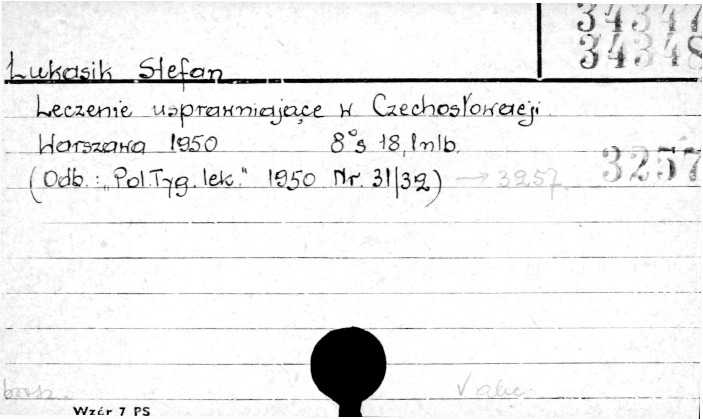 34347
34348
Łukasik Stefan
Leczenie usprawniające w Czechosłowacji.
Warszawa 1950 8°s 18, 1nlb.
(Odb.: „Pol.Tyg.lek." 1950 Nr. 31/32) → 3257
3257
brosz.
Wzór 7 PS